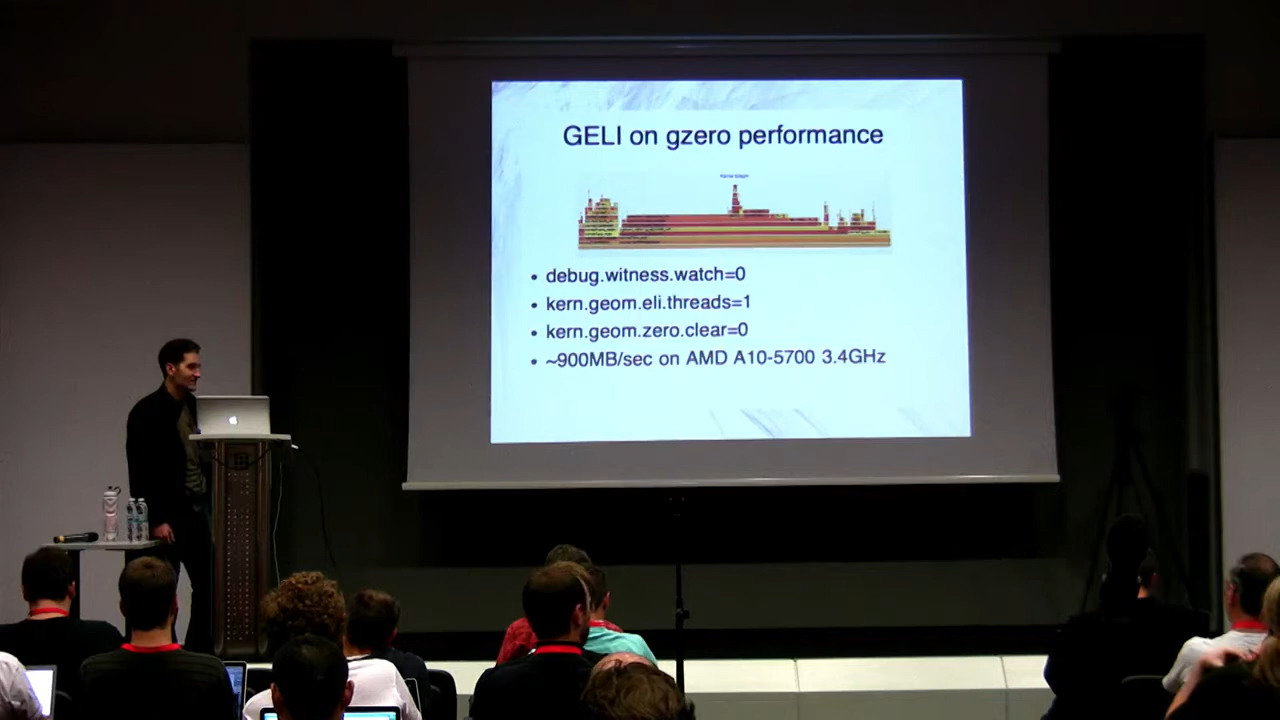 GELI on gzero performance
• debug.witness.watch=0
• kern.geom.eli.threads=1
• kern.geom.zero.clear=0
• ~900MB/sec on AMD A10-5700 3.4GHz